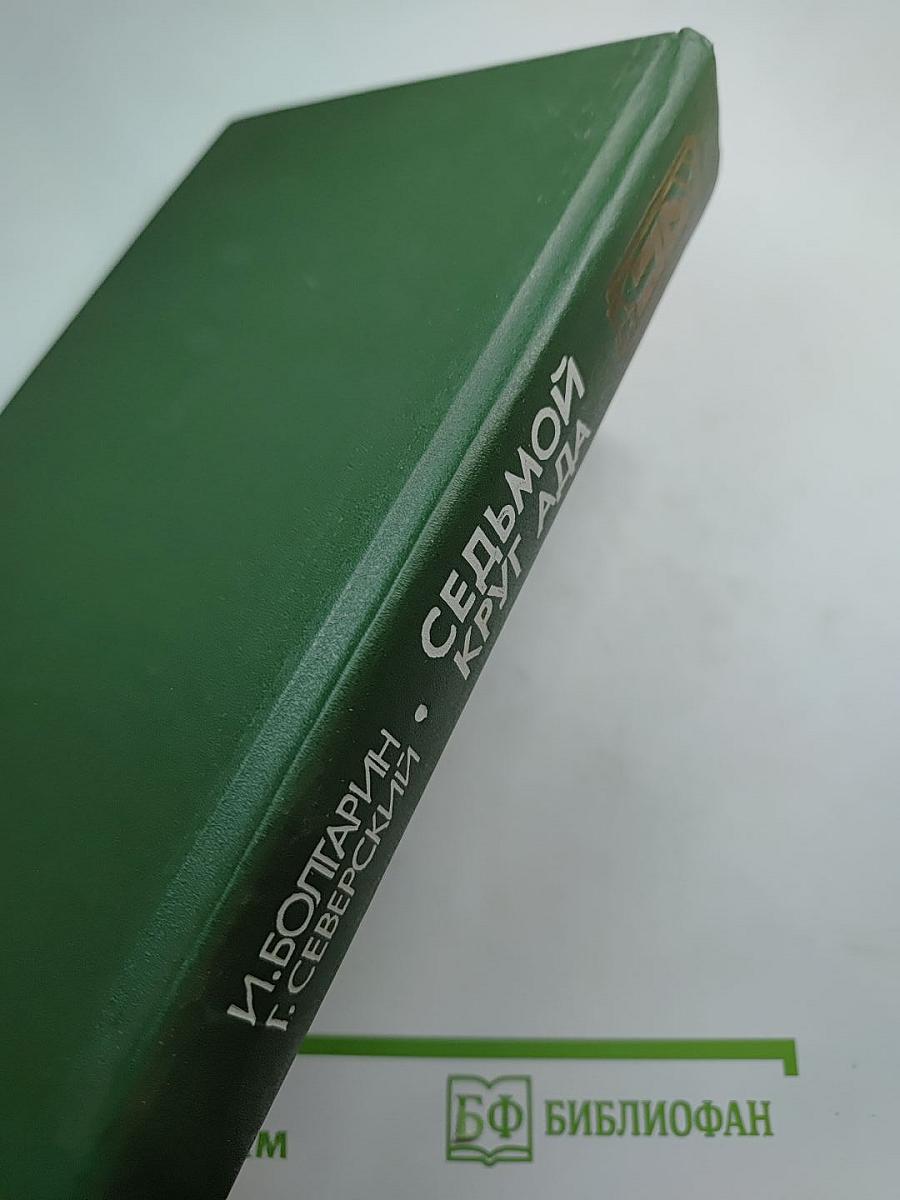 И.БОЛГАРИН
Г. СЕВЕРСКИЙ
•
СЕДЬМОЙ
КРУГ АДА
БФ БИБЛИОФАН